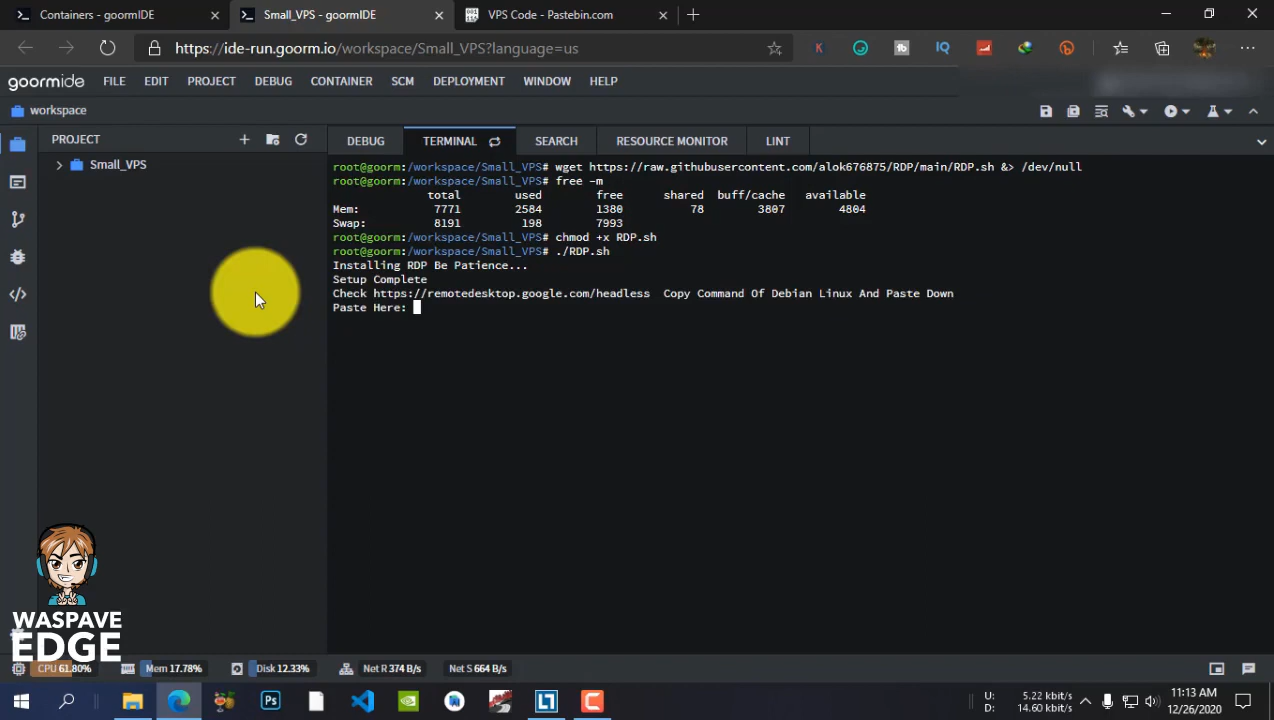 Containers - goormIDE
Small_VPS - goormIDE
VPS Code - Pastebin.com
https://ide-run.goorm.io/workspace/Small_VPS?language=us
goormide FILE EDIT PROJECT DEBUG CONTAINER SCM DEPLOYMENT WINDOW HELP
workspace
PROJECT
Small_VPS
DEBUG TERMINAL SEARCH RESOURCE MONITOR LINT
root@goorm:/workspace/Small_VPS# wget https://raw.githubusercontent.com/alok676875/RDP/main/RDP.sh &> /dev/null
root@goorm:/workspace/Small_VPS# free -m
total used free shared buff/cache available
Mem: 7771 2584 1380 78 3807 4804
Swap: 8191 198 7993
root@goorm:/workspace/Small_VPS# chmod +x RDP.sh
root@goorm:/workspace/Small_VPS# ./RDP.sh
Installing RDP Be Patience...
Setup Complete
Check https://remotedesktop.google.com/headless Copy Command Of Debian Linux And Paste Down
Paste Here:
WASPAVE
EDGE
CPU 61.80% Mem 17.78% Disk 12.33% Net R 374 B/s Net S 664 B/s
U: 5.22 kbit/s
D: 14.60 kbit/s
11:13 AM
12/26/2020